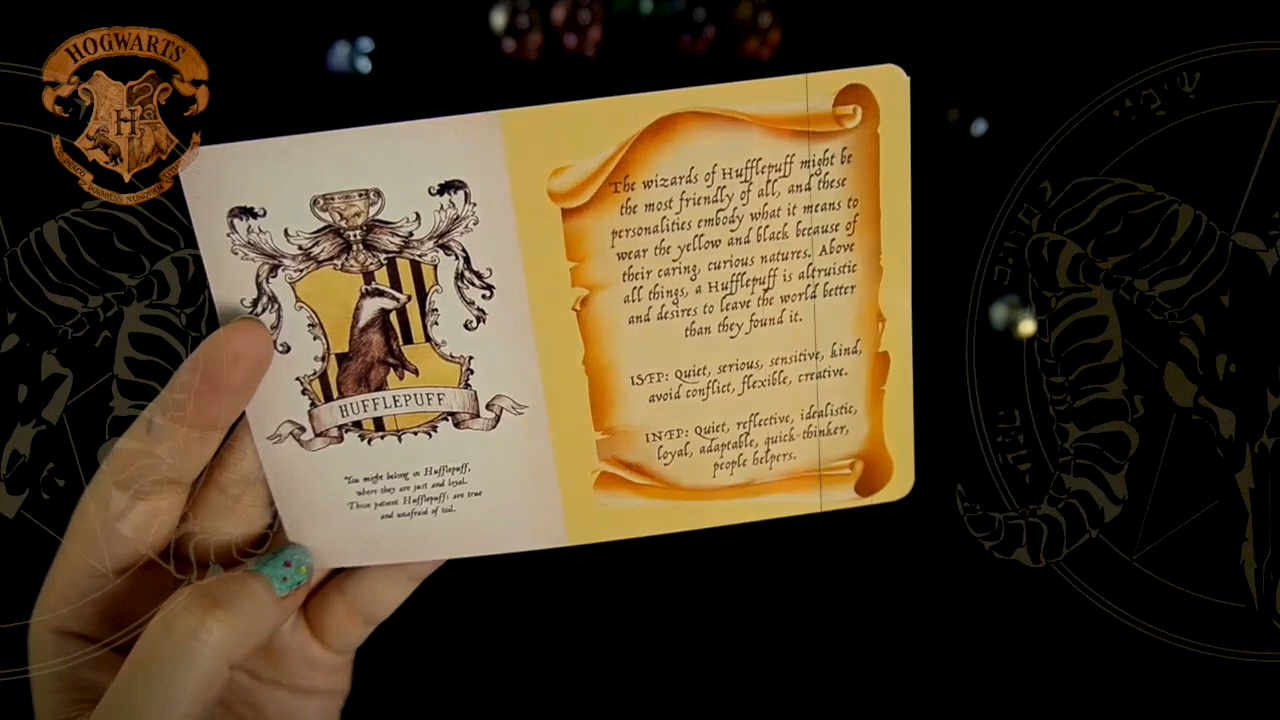 HOGWARTS
H
DRACO DORMIENS NUNQUAM
HUFFLEPUFF
"You might belong in Hufflepuff,
where they are just and loyal.
Those patient Hufflepuffs are true
and unafraid of toil.
The wizards of Hufflepuff might be
the most friendly of all, and these
personalities embody what it means to
wear the yellow and black because of
their caring, curious natures. Above
all things, a Hufflepuff is altruistic
and desires to leave the world better
than they found it.
ISFP: Quiet, serious, sensitive, kind,
avoid conflict, flexible, creative.
INFP: Quiet, reflective, idealistic,
loyal, adaptable, quick-thinker,
people helpers.